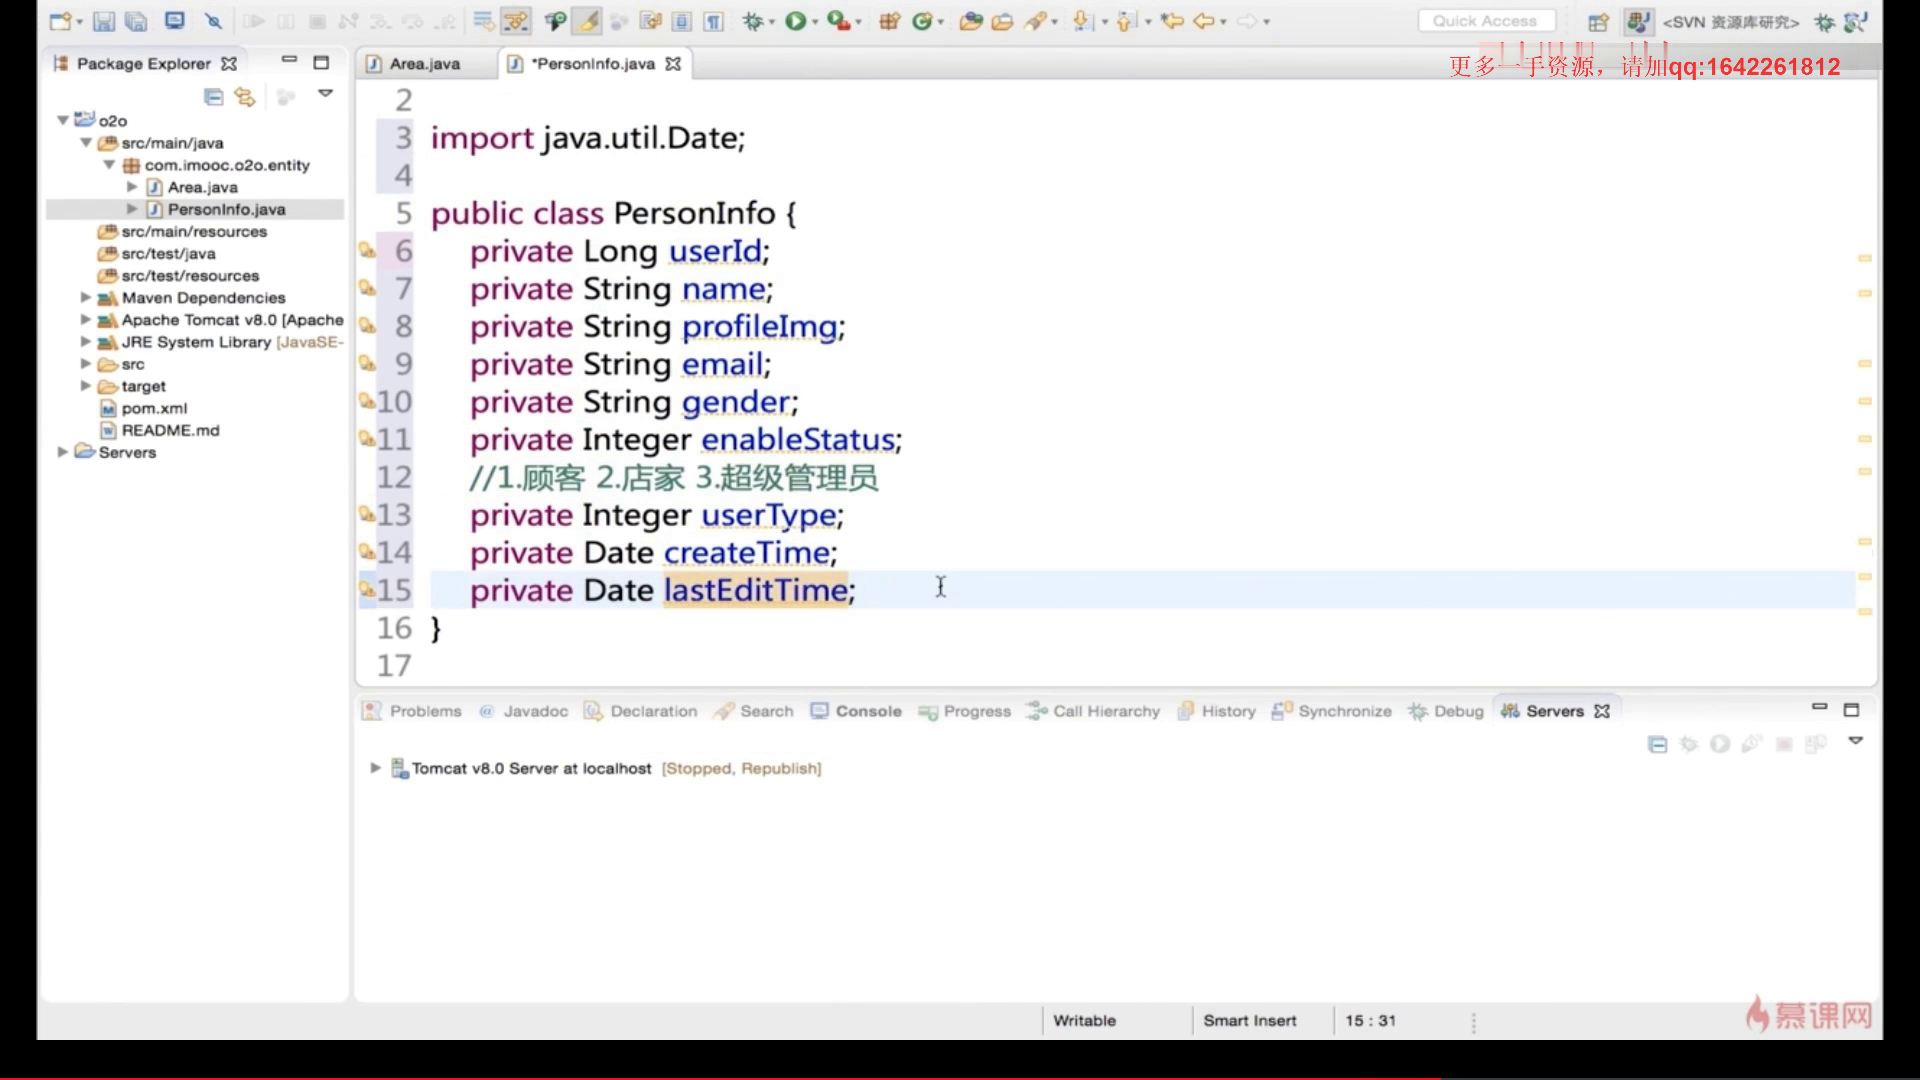 Quick Access
<SVN 资源库研究>
更多一手资源，请加qq:1642261812
Package Explorer
Area.java
*PersonInfo.java
o2o
src/main/java
com.imooc.o2o.entity
Area.java
PersonInfo.java
src/main/resources
src/test/java
src/test/resources
Maven Dependencies
Apache Tomcat v8.0 [Apache
JRE System Library [JavaSE-
src
target
pom.xml
README.md
Servers
2
3 import java.util.Date;
4
5 public class PersonInfo {
6 private Long userId;
7 private String name;
8 private String profileImg;
9 private String email;
10 private String gender;
11 private Integer enableStatus;
12 //1.顾客 2.店家 3.超级管理员
13 private Integer userType;
14 private Date createTime;
15 private Date lastEditTime;
16 }
17
Problems @ Javadoc Declaration Search Console Progress Call Hierarchy History Synchronize Debug Servers
Tomcat v8.0 Server at localhost [Stopped, Republish]
Writable Smart Insert 15 : 31
慕课网